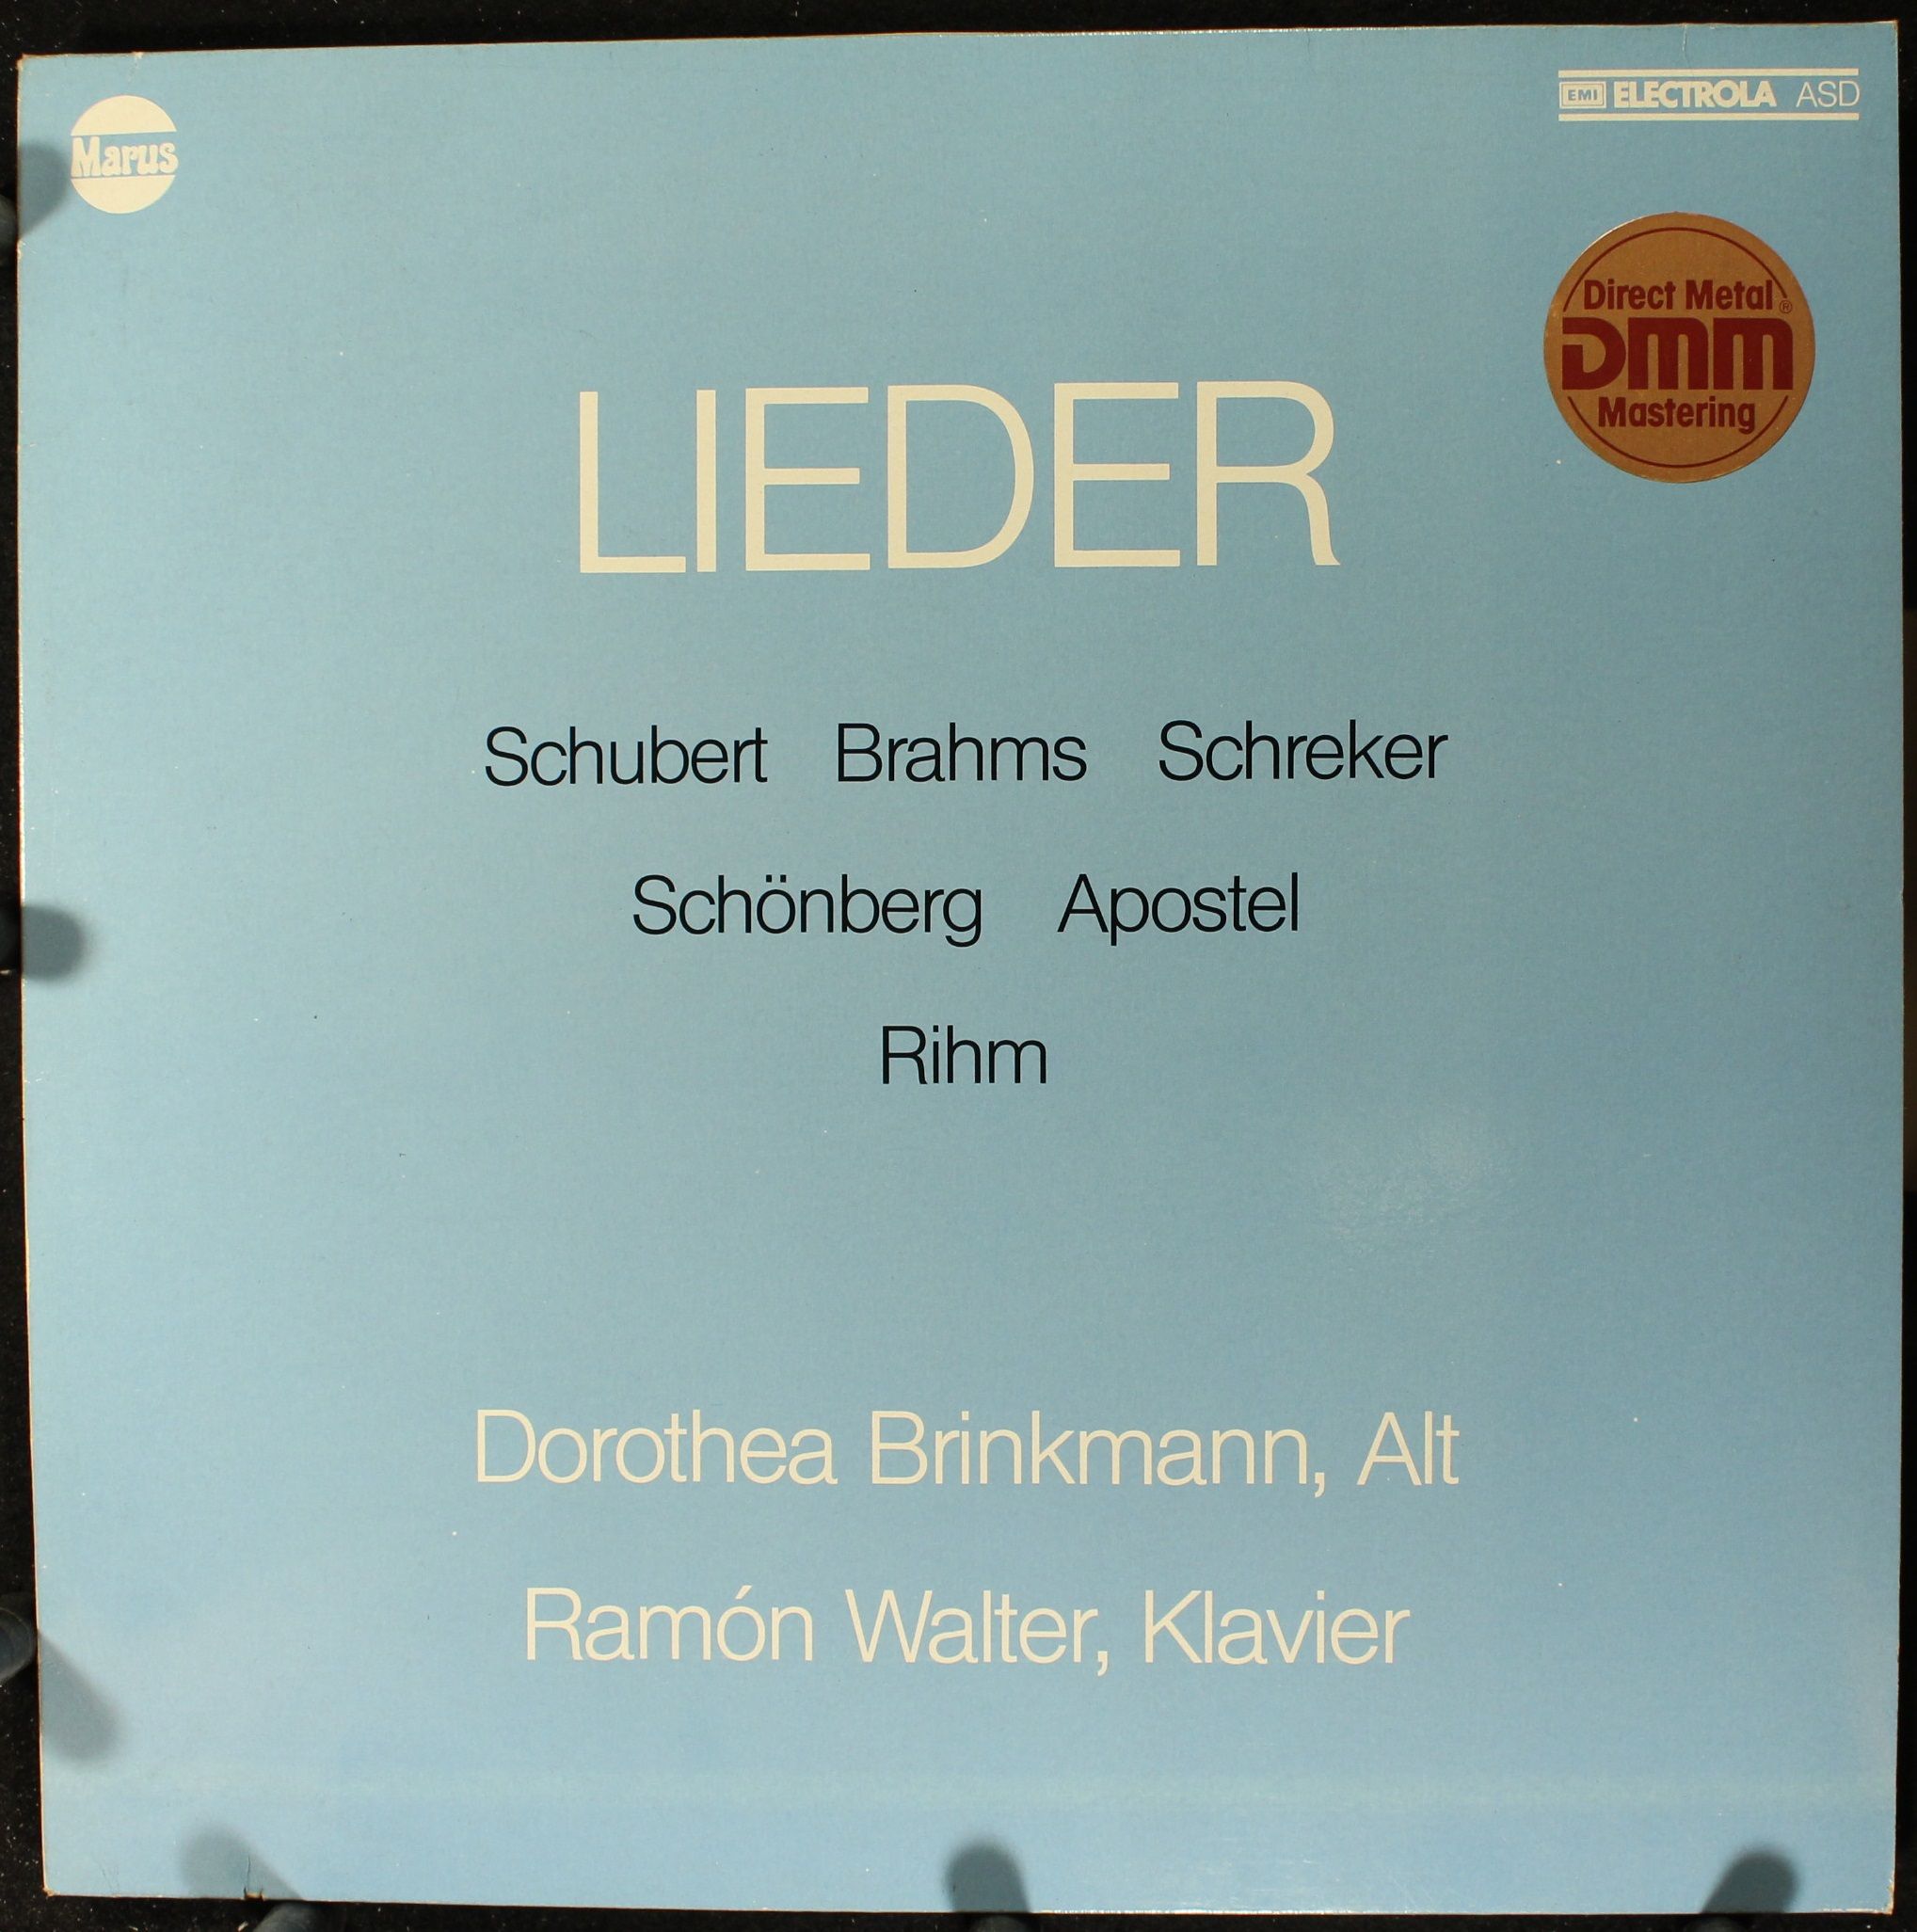 Marus
EMI ELECTROLA ASD
Direct Metal®
DMM
Mastering
LIEDER
Schubert Brahms Schreker
Schönberg Apostel
Rihm
Dorothea Brinkmann, Alt
Ramón Walter, Klavier